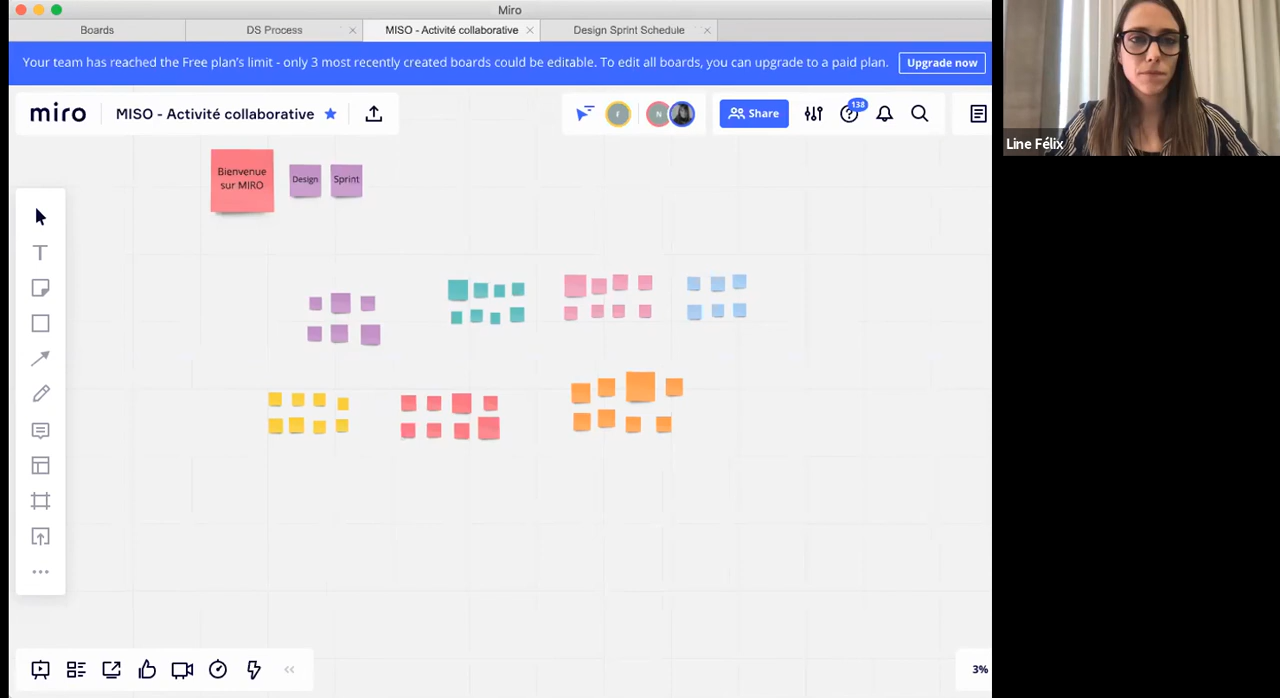 Miro
Boards
DS Process
MISO - Activité collaborative
Design Sprint Schedule
Your team has reached the Free plan's limit - only 3 most recently created boards could be editable. To edit all boards, you can upgrade to a paid plan.
Upgrade now
miro
MISO - Activité collaborative
Share
138
Bienvenue
sur MIRO
Design
Sprint
Line Félix
3%